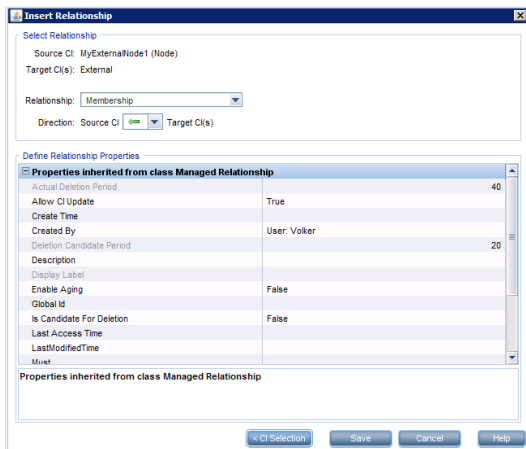 Insert Relationship
Select Relationship
Source CI: MyExternalNode1 (Node)
Target CI(s): External
Relationship: Membership
Direction: Source CI Target CI(s)
Define Relationship Properties
Properties inherited from class Managed Relationship
Actual Deletion Period 40
Allow CI Update True
Create Time
Created By User: Volker
Deletion Candidate Period 20
Description
Display Label
Enable Aging False
Global Id
Is Candidate For Deletion False
Last Access Time
LastModifiedTime
Must
Properties inherited from class Managed Relationship
< CI Selection Save Cancel Help